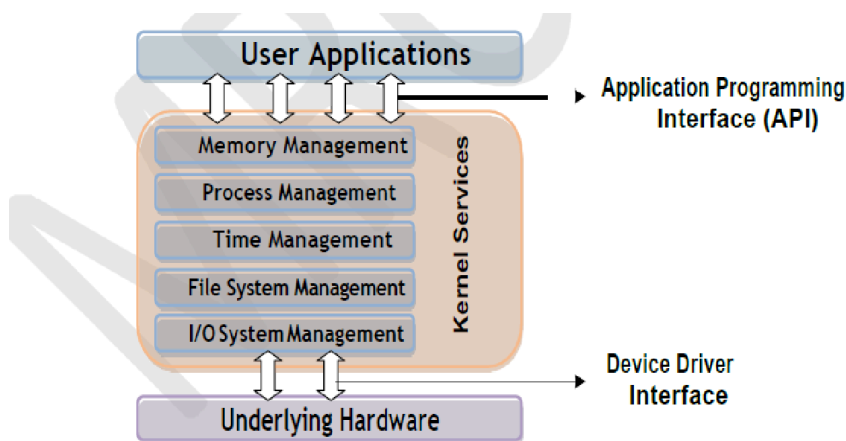 User Applications
Application Programming
Interface (API)
Memory Management
Process Management
Time Management
File System Management
I/O System Management
Kernel Services
Device Driver
Interface
Underlying Hardware